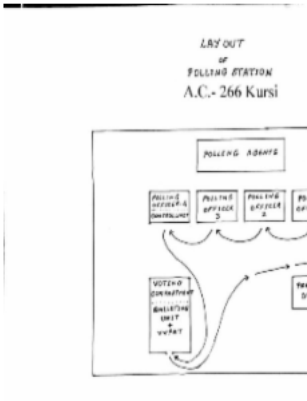 LAY OUT
OF
POLLING STATION
A.C.- 266 Kursi
POLLING AGENTS
POLLING
OFFICER-4
CONTROL UNIT
POLLING
OFFICER
3
POLLING
OFFICER
2
VOTING
COMPARTMENT
BALLOTING
UNIT
+
VVPAT